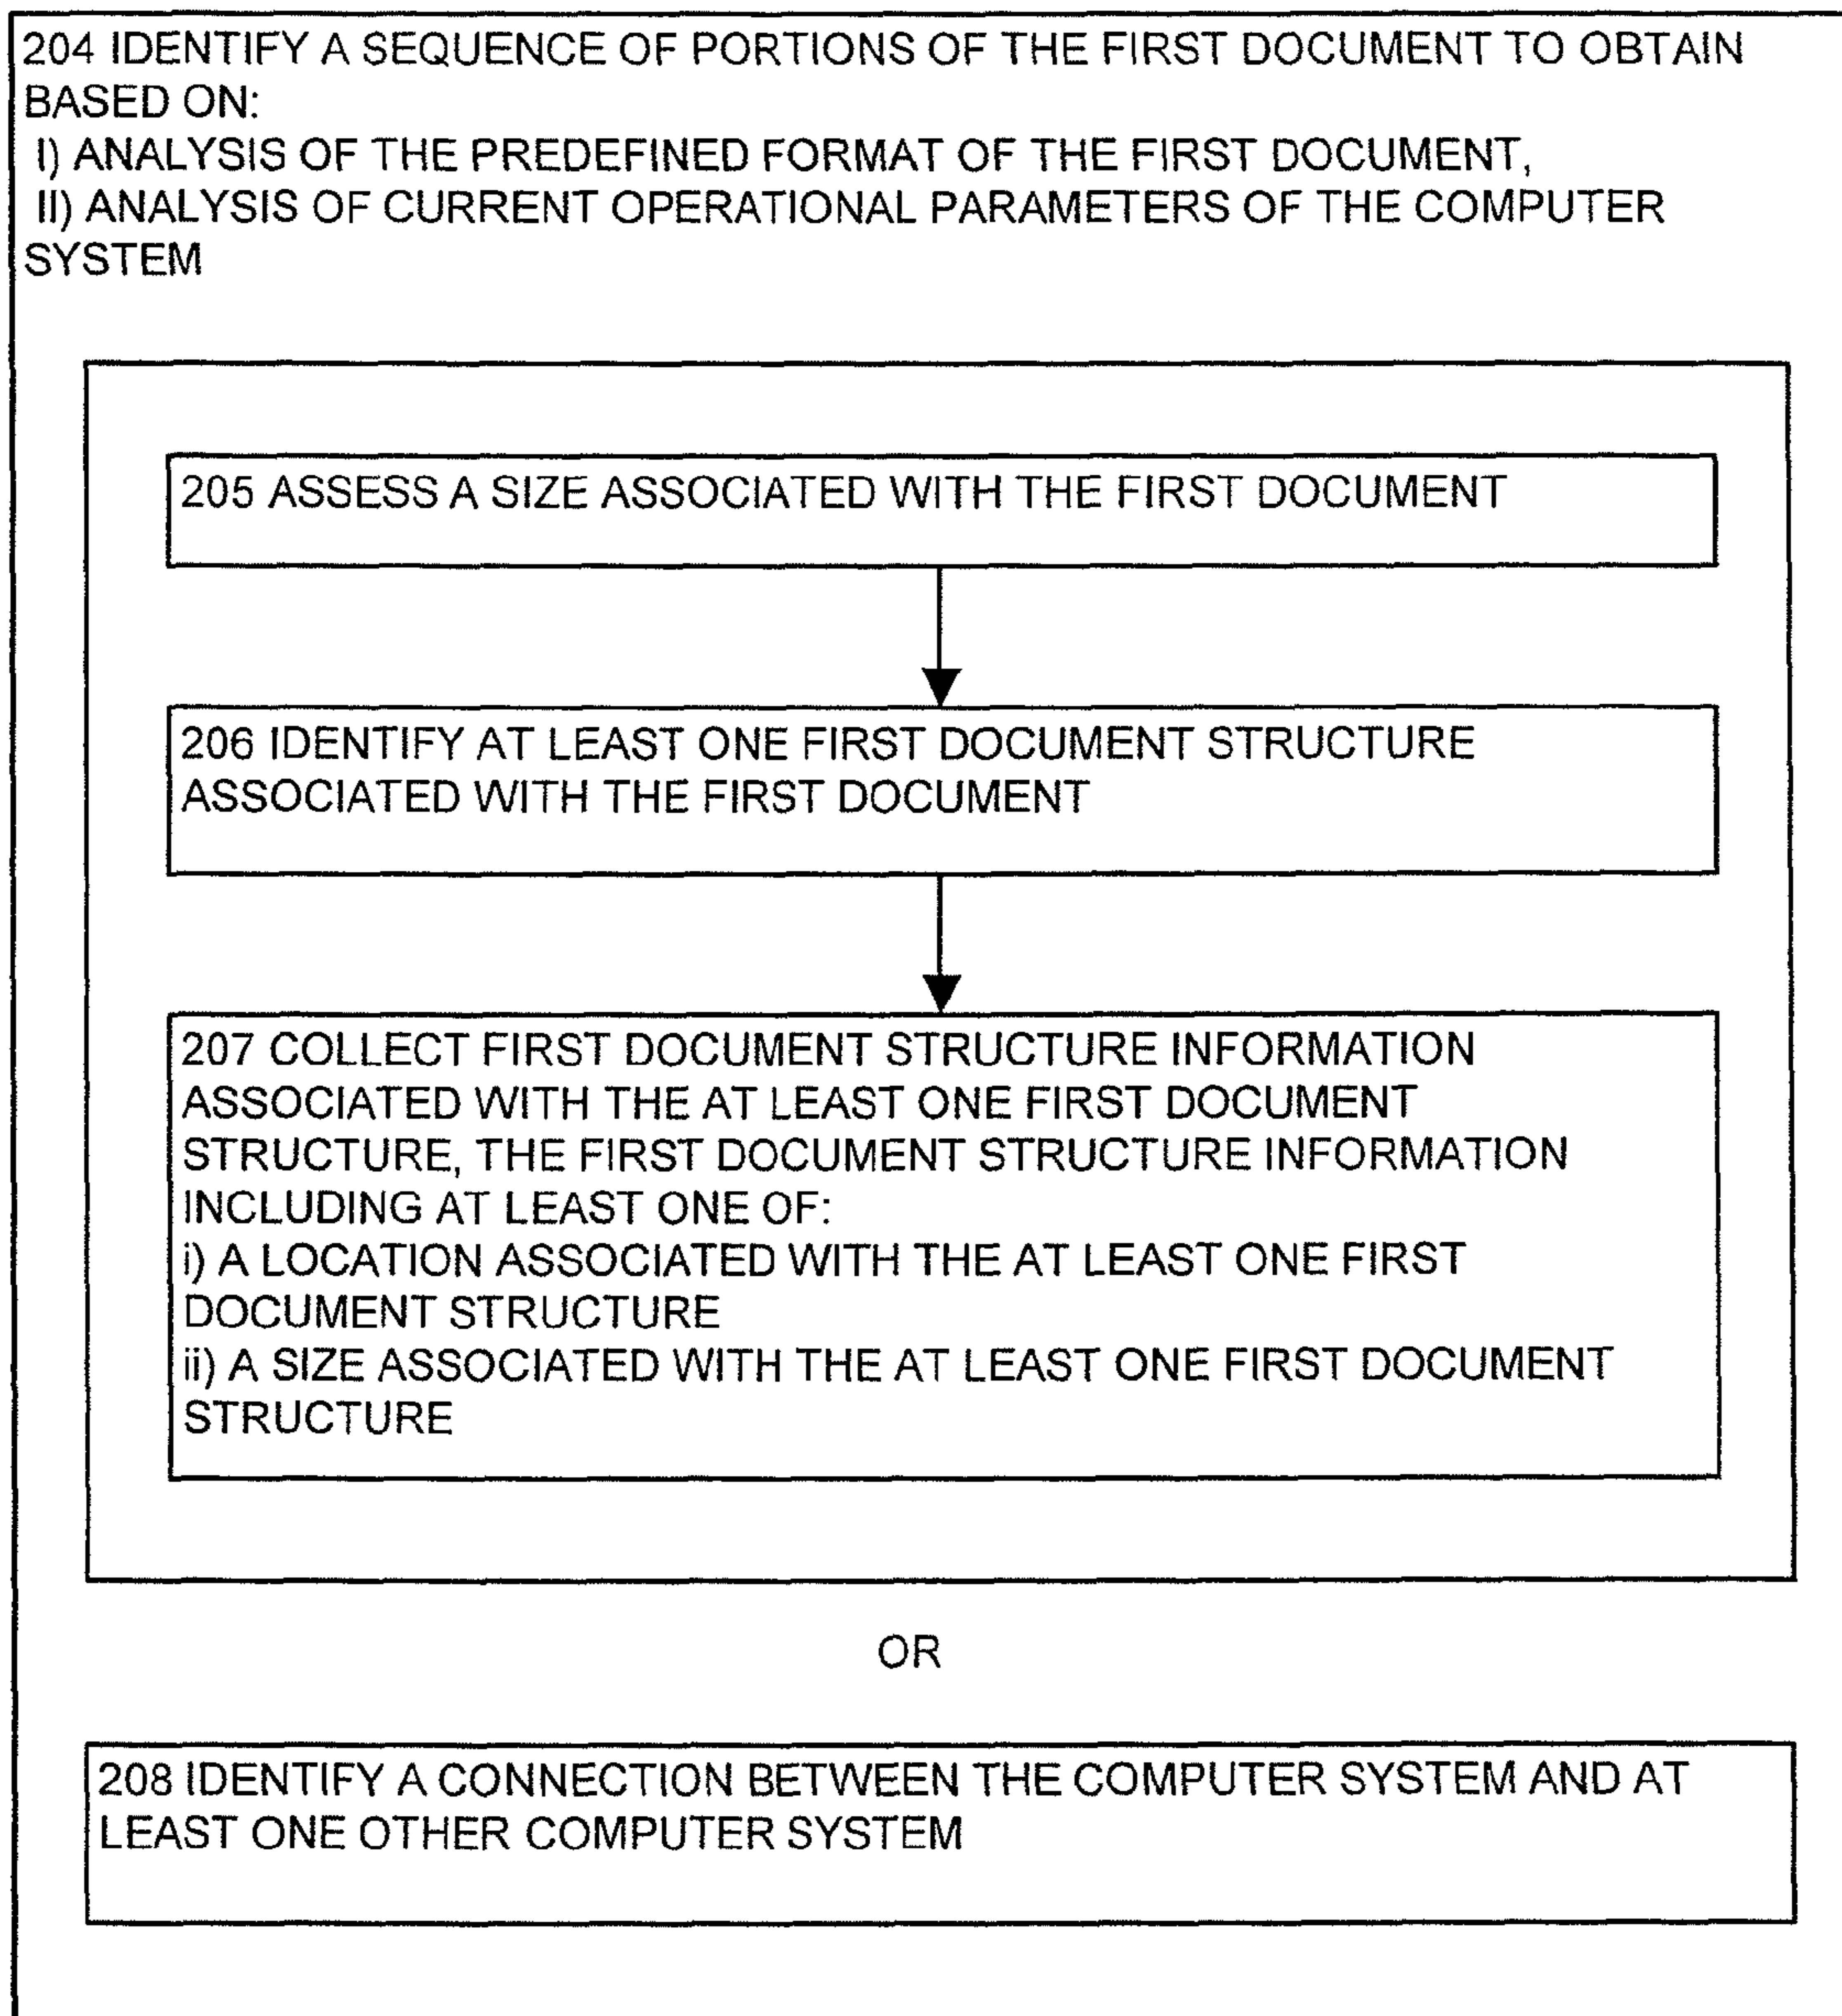 204 IDENTIFY A SEQUENCE OF PORTIONS OF THE FIRST DOCUMENT TO OBTAIN
BASED ON:
I) ANALYSIS OF THE PREDEFINED FORMAT OF THE FIRST DOCUMENT,
II) ANALYSIS OF CURRENT OPERATIONAL PARAMETERS OF THE COMPUTER
SYSTEM
205 ASSESS A SIZE ASSOCIATED WITH THE FIRST DOCUMENT
206 IDENTIFY AT LEAST ONE FIRST DOCUMENT STRUCTURE
ASSOCIATED WITH THE FIRST DOCUMENT
207 COLLECT FIRST DOCUMENT STRUCTURE INFORMATION
ASSOCIATED WITH THE AT LEAST ONE FIRST DOCUMENT
STRUCTURE, THE FIRST DOCUMENT STRUCTURE INFORMATION
INCLUDING AT LEAST ONE OF:
i) A LOCATION ASSOCIATED WITH THE AT LEAST ONE FIRST
DOCUMENT STRUCTURE
ii) A SIZE ASSOCIATED WITH THE AT LEAST ONE FIRST DOCUMENT
STRUCTURE
OR
208 IDENTIFY A CONNECTION BETWEEN THE COMPUTER SYSTEM AND AT
LEAST ONE OTHER COMPUTER SYSTEM